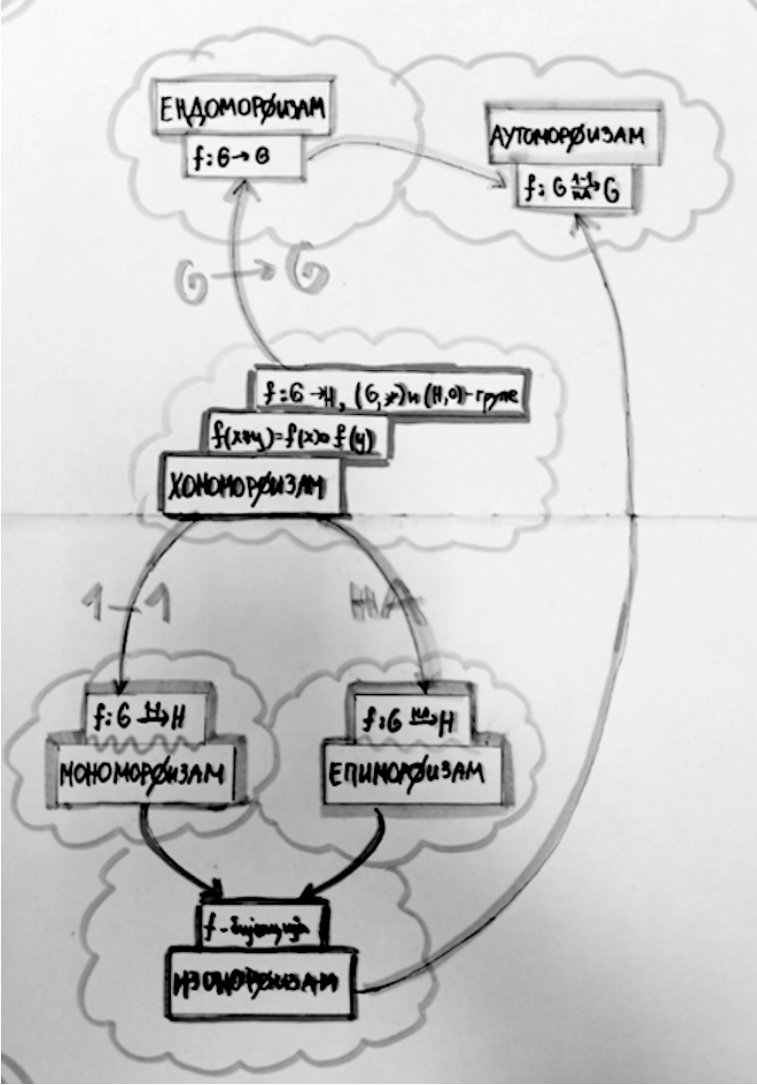 ЕНДОМОРФИЗАМ
f: G → G
АУТОМОРФИЗАМ
f: G 1-1 НА → G
G → G
f: G → H, (G,*) и (H,o) - групе
f(x*y) = f(x) o f(y)
ХОМОМОРФИЗАМ
1-1
НА
f: G 1-1 → H
МОНОМОРФИЗАМ
f: G НА → H
ЕПИМОРФИЗАМ
f - бијекција
ИЗОМОРФИЗАМ